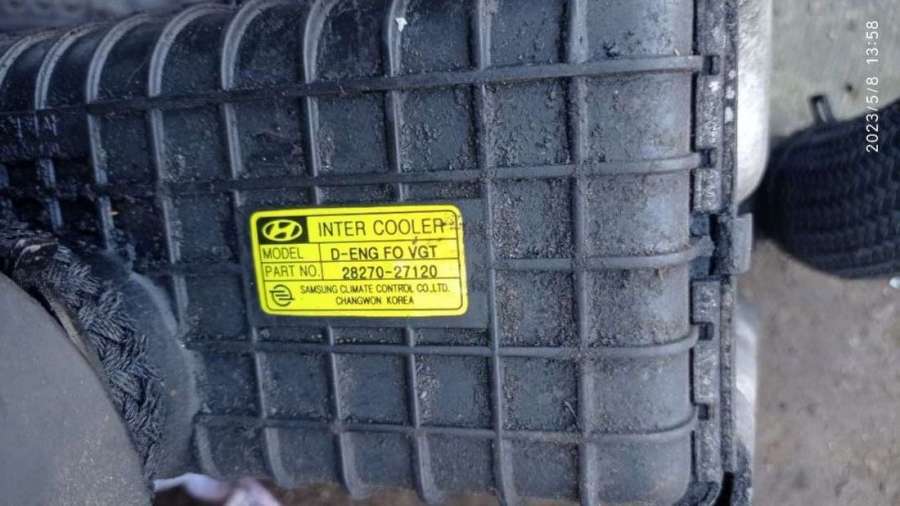 INTER COOLER
MODEL D-ENG FO VGT
PART NO. 28270-27120
SAMSUNG CLIMATE CONTROL CO.,LTD.
CHANGWON KOREA
2023/5/8 13:58